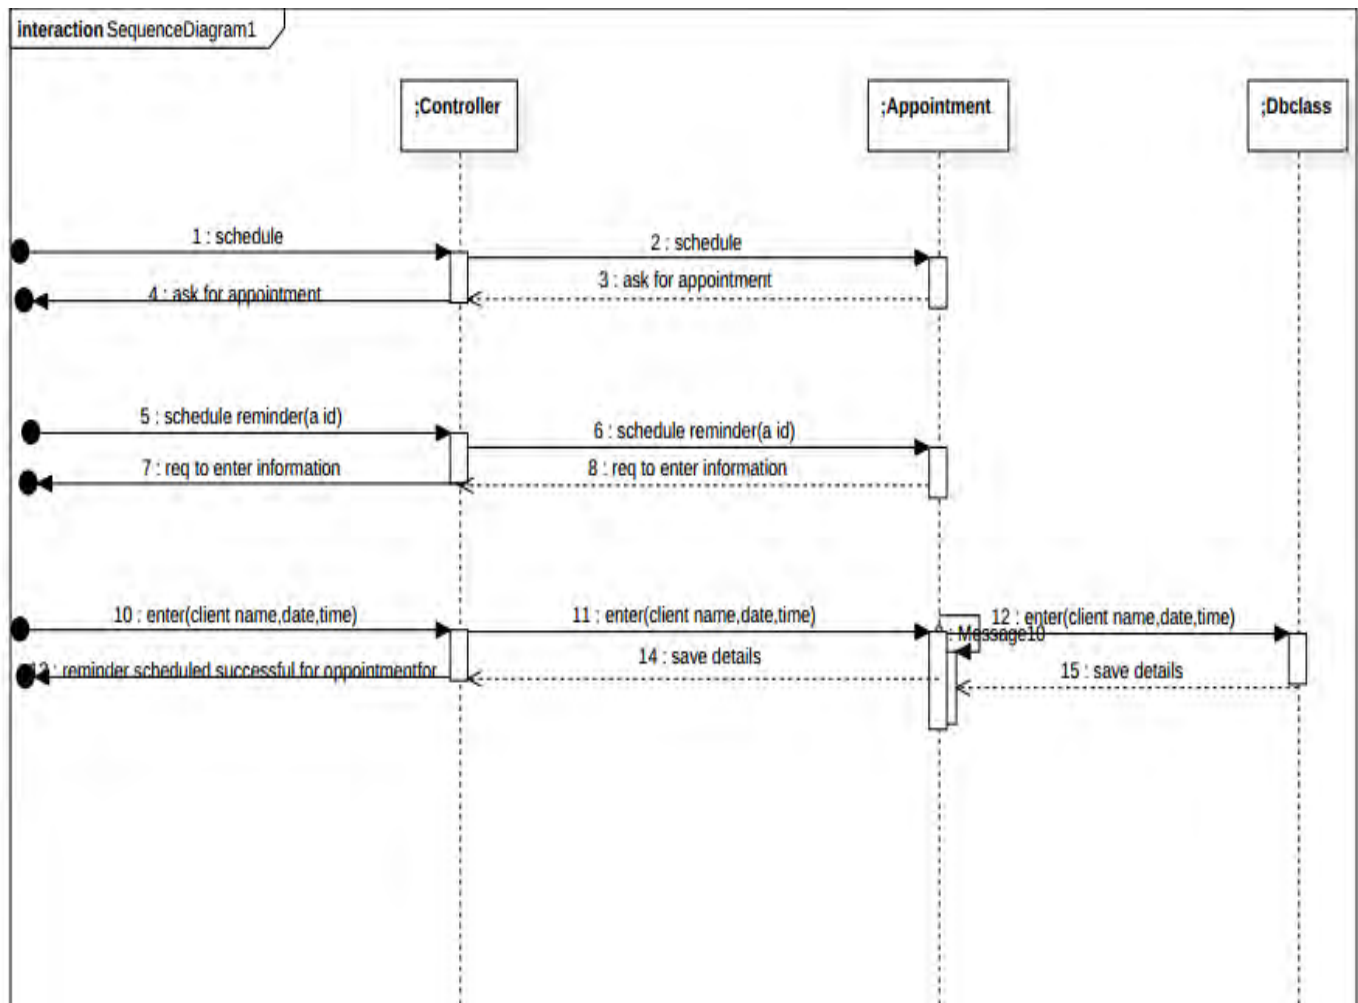 interaction SequenceDiagram1
;Controller
;Appointment
;Dbclass
1 : schedule
2 : schedule
3 : ask for appointment
4 : ask for appointment
5 : schedule reminder(a id)
6 : schedule reminder(a id)
7 : req to enter information
8 : req to enter information
10 : enter(client name,date,time)
11 : enter(client name,date,time)
12 : enter(client name,date,time)
: Message10
: reminder scheduled successful for oppointmentfor
14 : save details
15 : save details